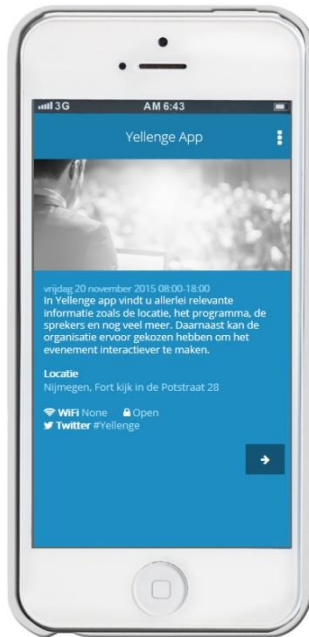 3G AM 6:43
Yellenge App
vrijdag 20 november 2015 08:00-18:00
In Yellenge app vindt u allerlei relevante
informatie zoals de locatie, het programma, de
sprekers en nog veel meer. Daarnaast kan de
organisatie ervoor gekozen hebben om het
evenement interactiever te maken.
Locatie
Nijmegen, Fort kijk in de Potstraat 28
WiFi None Open
Twitter #Yellenge